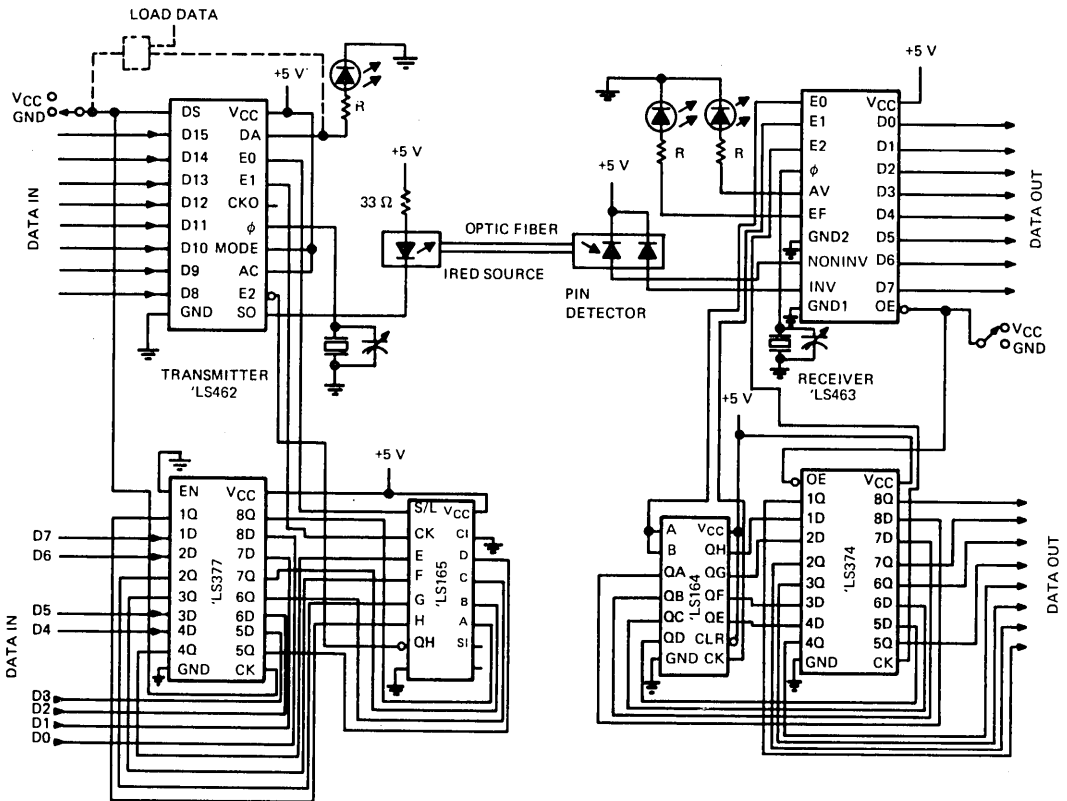 LOAD DATA
+5 V
VCC
GND
DS
VCC
D15
DA
D14
E0
D13
E1
D12
CKO
D11
ϕ
D10
MODE
D9
AC
D8
E2
GND
SO
R
DATA IN
TRANSMITTER
'LS462
+5 V
33 Ω
OPTIC FIBER
IRED SOURCE
PIN
DETECTOR
R
R
+5 V
+5 V
E0
VCC
E1
D0
E2
D1
ϕ
D2
AV
D3
EF
D4
GND2
D5
NONINV
D6
INV
D7
GND1
OE
DATA OUT
VCC
GND
RECEIVER
'LS463
+5 V
EN
VCC
1Q
8Q
1D
8D
2D
7D
2Q
7Q
3Q
6Q
3D
6D
4D
5D
4Q
5Q
GND
CK
'LS377
D7
D6
D5
D4
D3
D2
D1
D0
DATA IN
+5 V
S/L
VCC
CK
CI
E
D
F
C
G
B
H
A
QH
SI
'LS165
+5 V
A
VCC
B
QH
QA
QG
QB
QF
QC
QE
QD
CLR
GND
CK
'LS164
OE
VCC
1Q
8Q
1D
8D
2D
7D
2Q
7Q
3Q
6Q
3D
6D
4D
5D
4Q
5Q
GND
CK
'LS374
DATA OUT